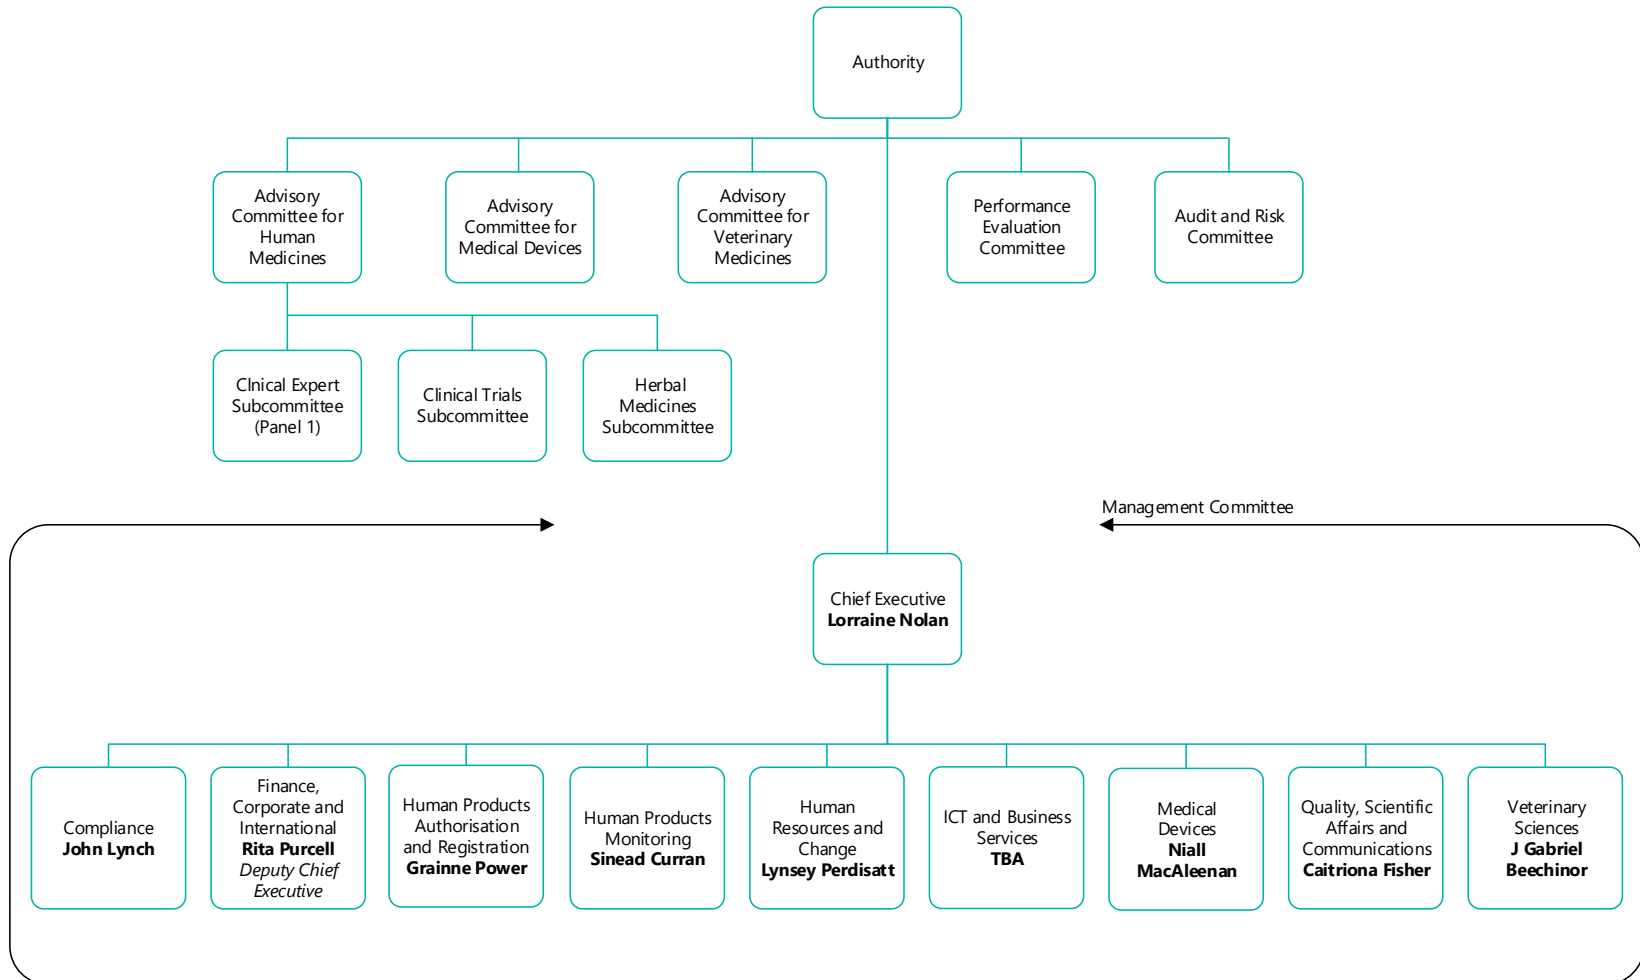 Authority
Advisory
Committee for
Human
Medicines
Advisory
Committee for
Medical Devices
Advisory
Committee for
Veterinary
Medicines
Performance
Evaluation
Committee
Audit and Risk
Committee
Clnical Expert
Subcommittee
(Panel 1)
Clinical Trials
Subcommittee
Herbal
Medicines
Subcommittee
Management Committee
Chief Executive
Lorraine Nolan
Compliance
John Lynch
Finance,
Corporate and
International
Rita Purcell
Deputy Chief
Executive
Human Products
Authorisation
and Registration
Grainne Power
Human Products
Monitoring
Sinead Curran
Human
Resources and
Change
Lynsey Perdisatt
ICT and Business
Services
TBA
Medical
Devices
Niall
MacAleenan
Quality, Scientific
Affairs and
Communications
Caitriona Fisher
Veterinary
Sciences
J Gabriel
Beechinor